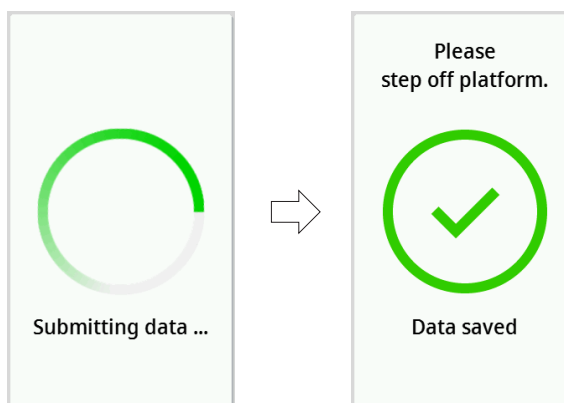 Submitting data ...
Please
step off platform.
Data saved